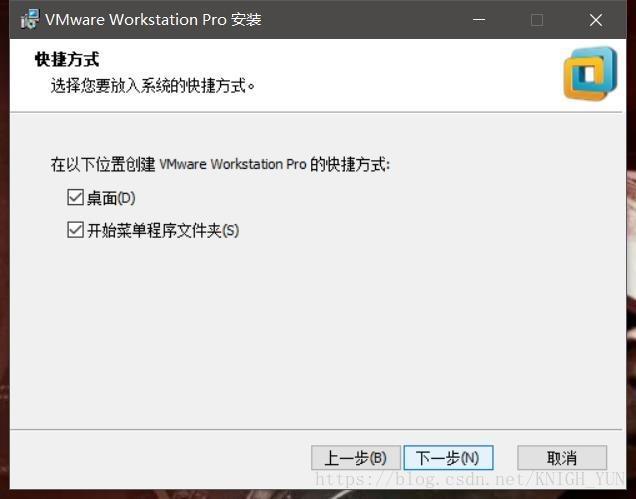 VMware Workstation Pro 安装
快捷方式
选择您要放入系统的快捷方式。
在以下位置创建 VMware Workstation Pro 的快捷方式:
桌面(D)
开始菜单程序文件夹(S)
上一步(B) 下一步(N) 取消
https://blog.csdn.net/KNIGH_YUN